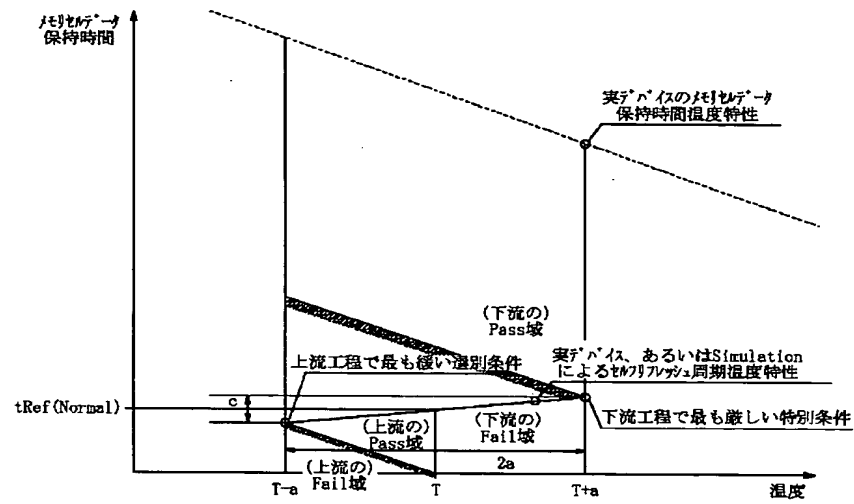 メモリセルデータ
保持時間
実デバイスのメモリセルデータ
保持時間温度特性
(下流の)
Pass域
実デバイス、あるいはSimulation
によるセルフリフレッシュ周期温度特性
上流工程で最も緩い選別条件
c
tRef(Normal)
(下流の)
Fail域
下流工程で最も厳しい特別条件
(上流の)
Pass域
2a
(上流の)
Fail域
T-a
T
T+a
温度